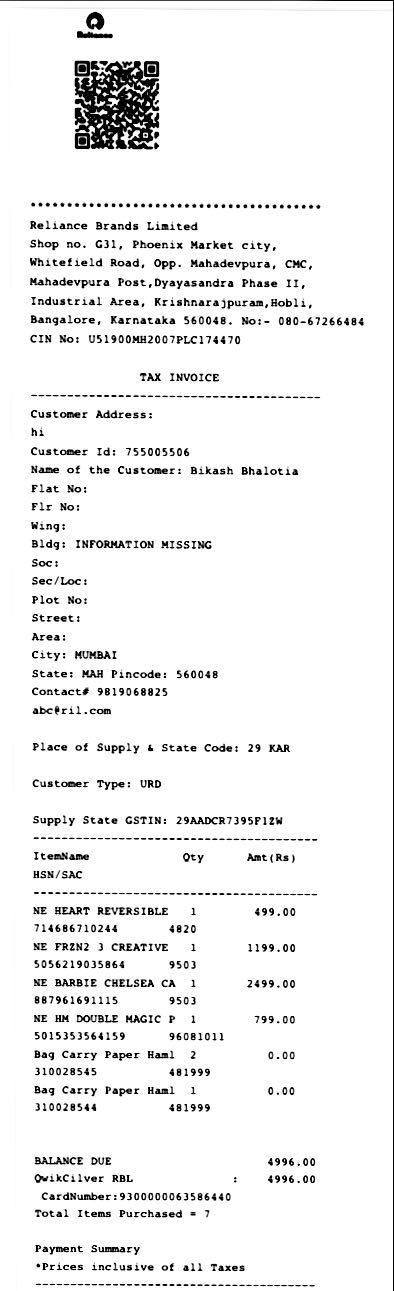 Reliance
Reliance Brands Limited
Shop no. G31, Phoenix Market city,
Whitefield Road, Opp. Mahadevpura, CMC,
Mahadevpura Post,Dyayasandra Phase II,
Industrial Area, Krishnarajpuram,Hobli,
Bangalore, Karnataka 560048. No:- 080-67266484
CIN No: U51900MH2007PLC174470
TAX INVOICE
Customer Address:
hi
Customer Id: 755005506
Name of the Customer: Bikash Bhalotia
Flat No:
Flr No:
Wing:
Bldg: INFORMATION MISSING
Soc:
Sec/Loc:
Plot No:
Street:
Area:
City: MUMBAI
State: MAH Pincode: 560048
Contact# 9819068825
abc@ril.com
Place of Supply & State Code: 29 KAR
Customer Type: URD
Supply State GSTIN: 29AADCR7395F1ZW
ItemName Qty Amt(Rs)
HSN/SAC
NE HEART REVERSIBLE 1 499.00
714686710244 4820
NE FRZN2 3 CREATIVE 1 1199.00
5056219035864 9503
NE BARBIE CHELSEA CA 1 2499.00
887961691115 9503
NE HM DOUBLE MAGIC P 1 799.00
5015353564159 96081011
Bag Carry Paper Haml 2 0.00
310028545 481999
Bag Carry Paper Haml 1 0.00
310028544 481999
BALANCE DUE 4996.00
QwikCilver RBL : 4996.00
CardNumber:9300000063586440
Total Items Purchased = 7
Payment Summary
*Prices inclusive of all Taxes